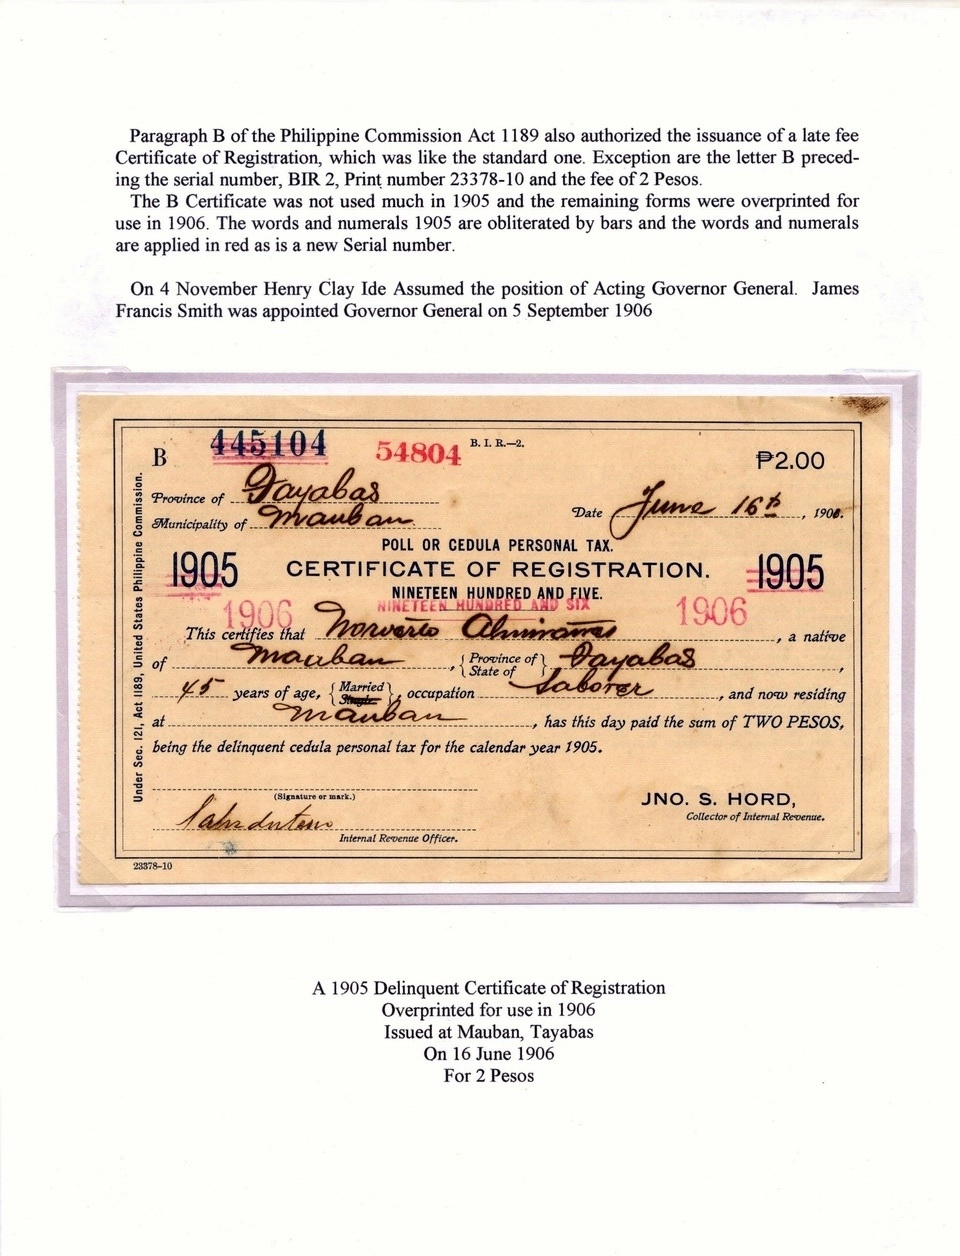 Paragraph B of the Philippine Commission Act 1189 also authorized the issuance of a late fee
Certificate of Registration, which was like the standard one. Exception are the letter B preced-
ing the serial number, BIR 2, Print number 23378-10 and the fee of 2 Pesos.
The B Certificate was not used much in 1905 and the remaining forms were overprinted for
use in 1906. The words and numerals 1905 are obliterated by bars and the words and numerals
are applied in red as is a new Serial number.
On 4 November Henry Clay Ide Assumed the position of Acting Governor General. James
Francis Smith was appointed Governor General on 5 September 1906
B 445104 54804 B. I. R.—2. ₱2.00
Province of Tayabas
Municipality of Mauban
Date June 16th, 1906.
POLL OR CEDULA PERSONAL TAX.
1905 CERTIFICATE OF REGISTRATION. 1905
NINETEEN HUNDRED AND FIVE.
1906 NINETEEN HUNDRED AND SIX 1906
This certifies that Norverto, a native
of Mauban, {Province of State of} Tayabas,
45 years of age, {Married Single}, occupation Laborer, and now residing
at Mauban, has this day paid the sum of TWO PESOS,
being the delinquent cedula personal tax for the calendar year 1905.
(Signature or mark.)
JNO. S. HORD,
Collector of Internal Revenue.
Internal Revenue Officer.
23378-10
Under Sec. 121, Act 1189, United States Philippine Commission.
A 1905 Delinquent Certificate of Registration
Overprinted for use in 1906
Issued at Mauban, Tayabas
On 16 June 1906
For 2 Pesos